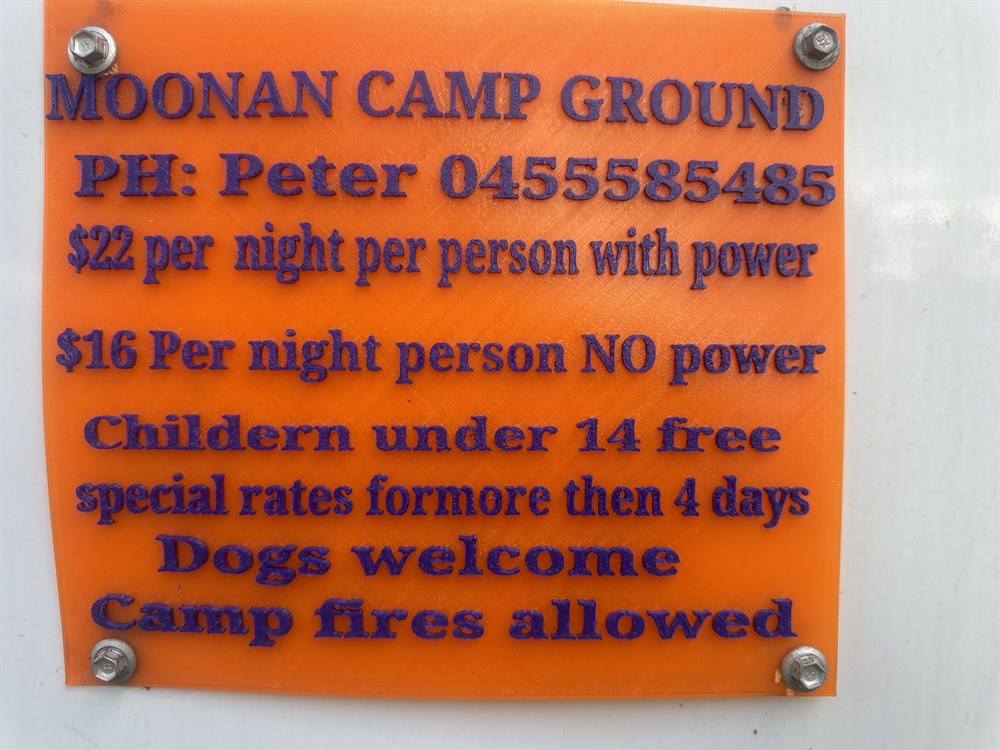 MOONAN CAMP GROUND
PH: Peter 0455585485
$22 per night per person with power
$16 Per night person NO power
Childern under 14 free
special rates formore then 4 days
Dogs welcome
Camp fires allowed